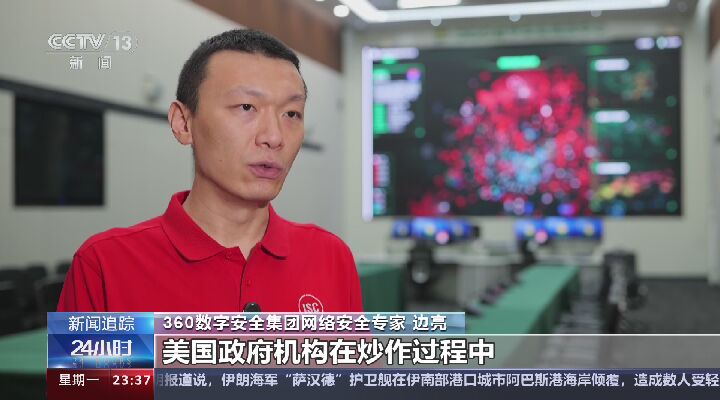 CCTV 13
新闻
ISC
新闻追踪
360数字安全集团网络安全专家 边亮
24小时
美国政府机构在炒作过程中
星期一 23:37
朗报道说，伊朗海军“萨汉德”护卫舰在伊南部港口城市阿巴斯港海岸倾覆，造成数人受轻